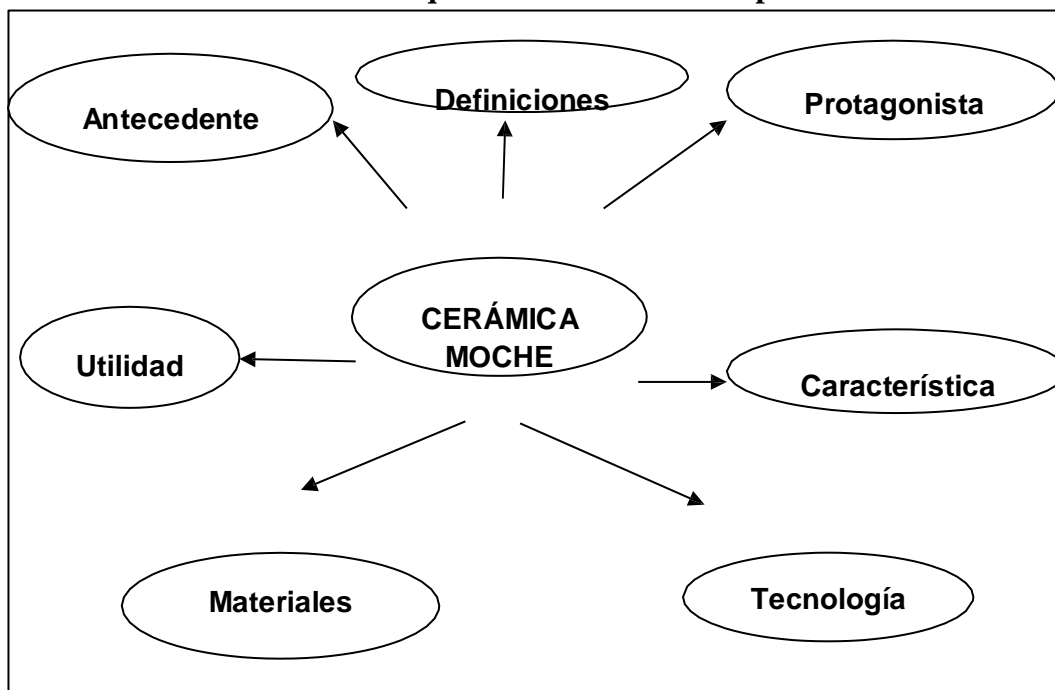 Antecedente
Definiciones
Protagonista
CERÁMICA
MOCHE
Utilidad
Característica
Materiales
Tecnología